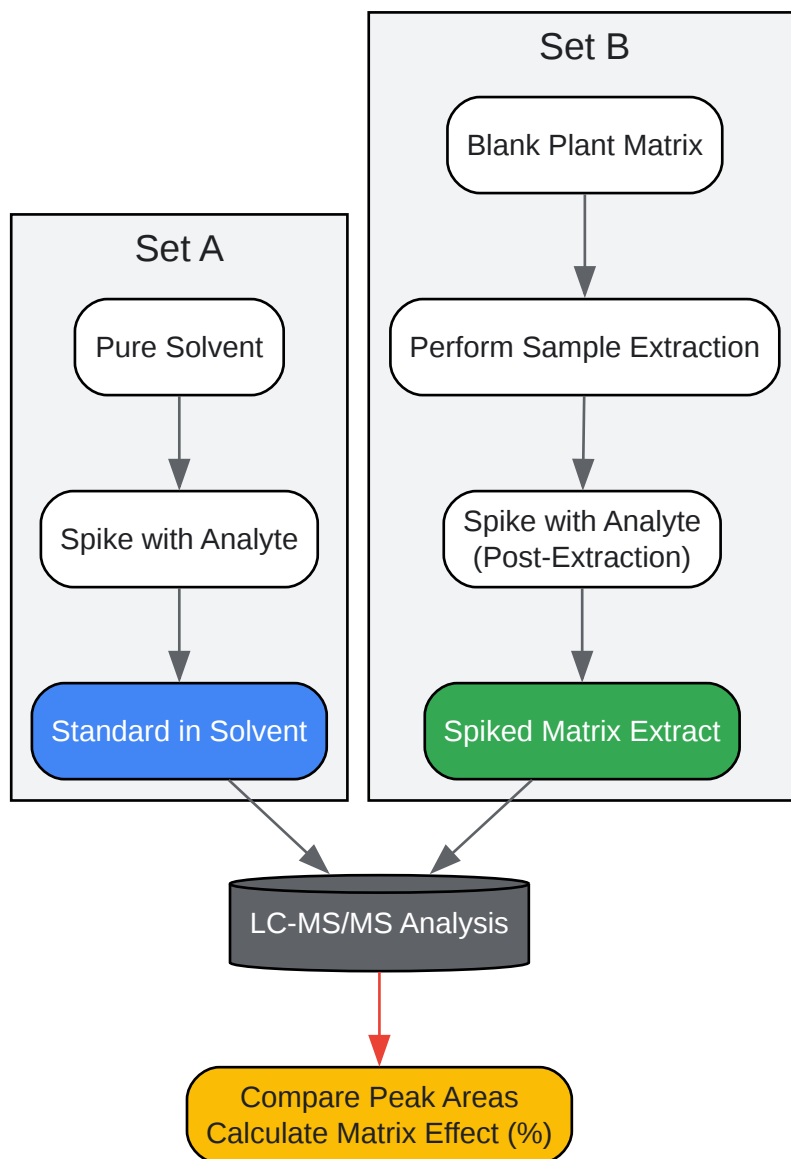 Set A
Pure Solvent
Spike with Analyte
Standard in Solvent
Set B
Blank Plant Matrix
Perform Sample Extraction
Spike with Analyte
(Post-Extraction)
Spiked Matrix Extract
LC-MS/MS Analysis
Compare Peak Areas
Calculate Matrix Effect (%)